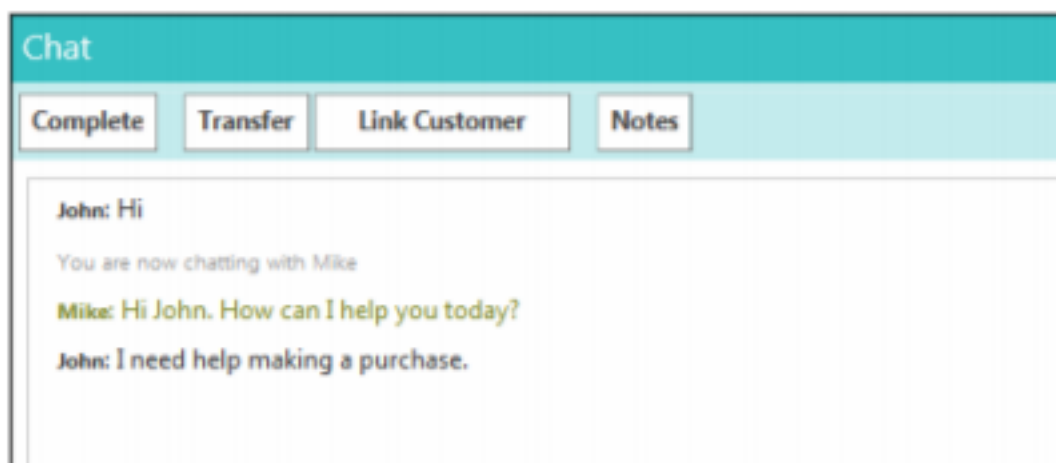 Chat
Complete Transfer Link Customer Notes
John: Hi
You are now chatting with Mike
Mike: Hi John. How can I help you today?
John: I need help making a purchase.